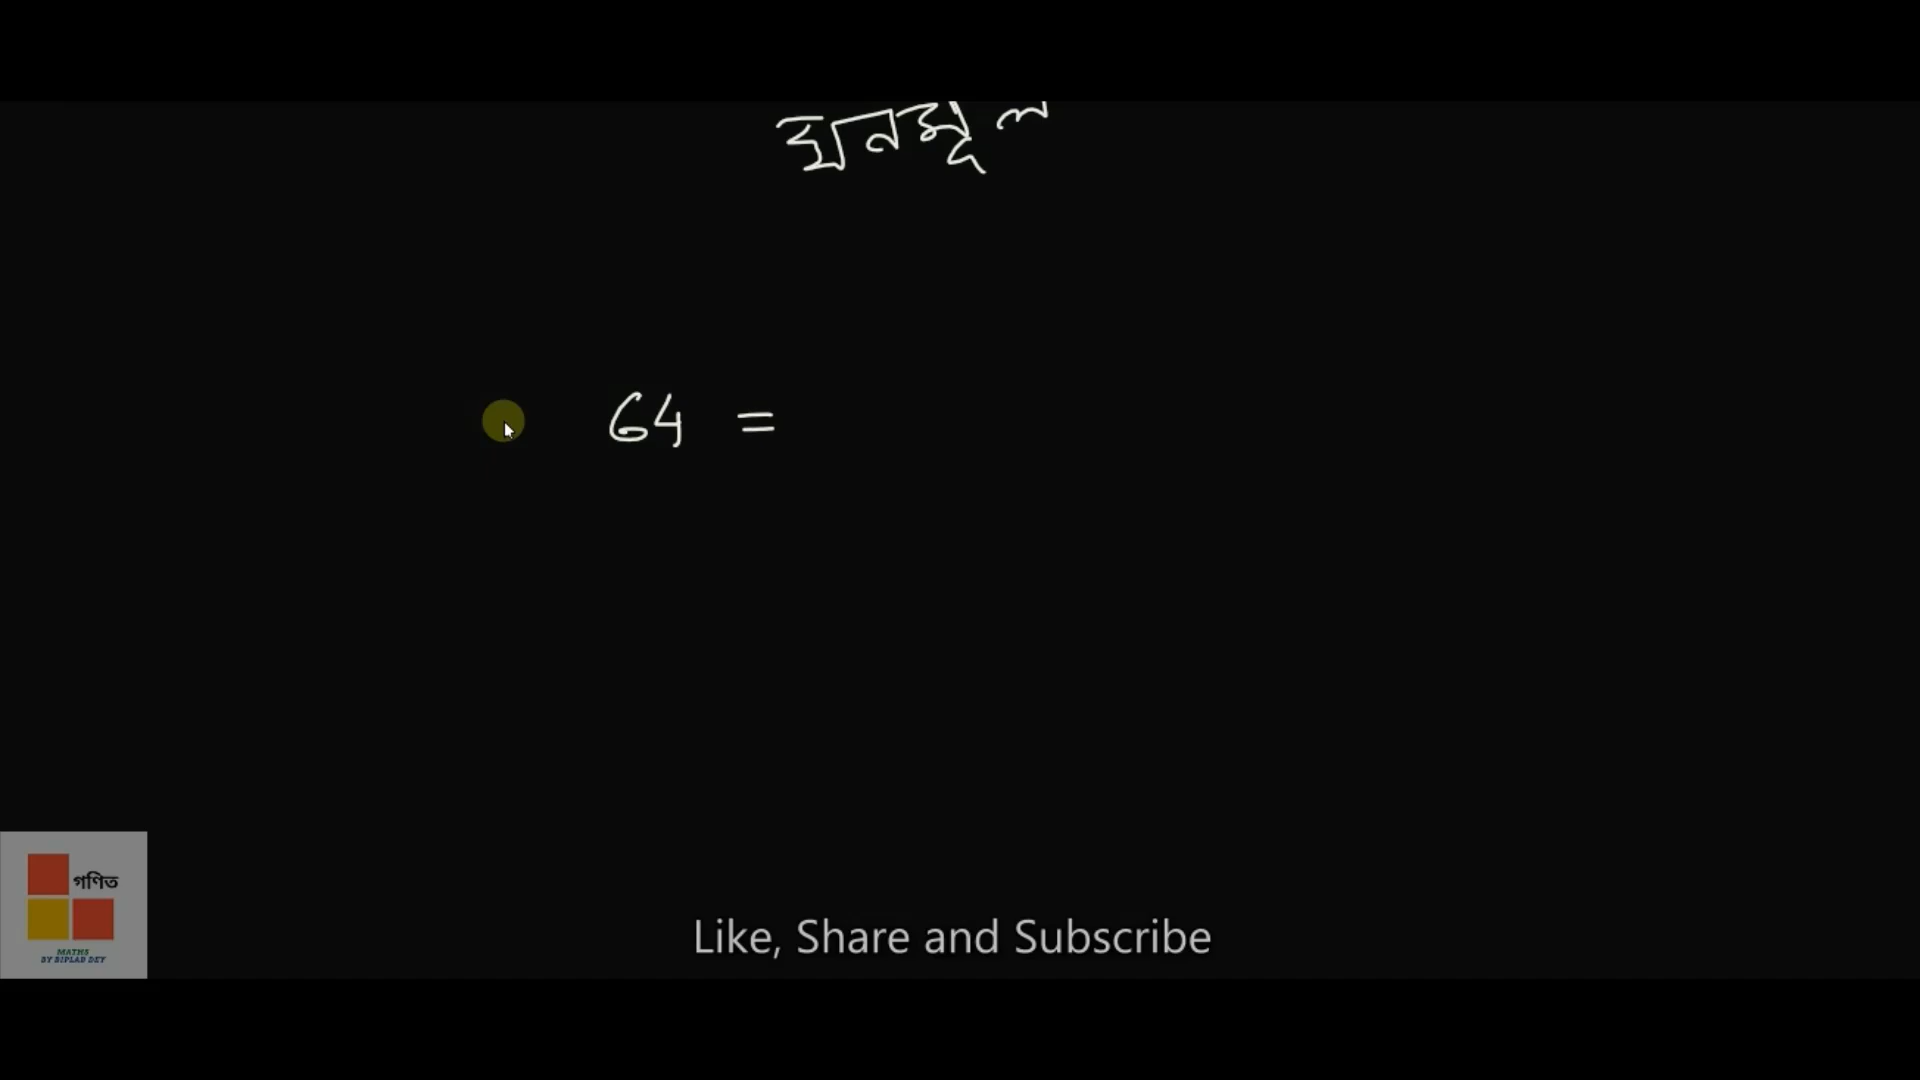 ঘনমূল
64 =
গণিত
MATHS
BY BIPLAB DEY
Like, Share and Subscribe